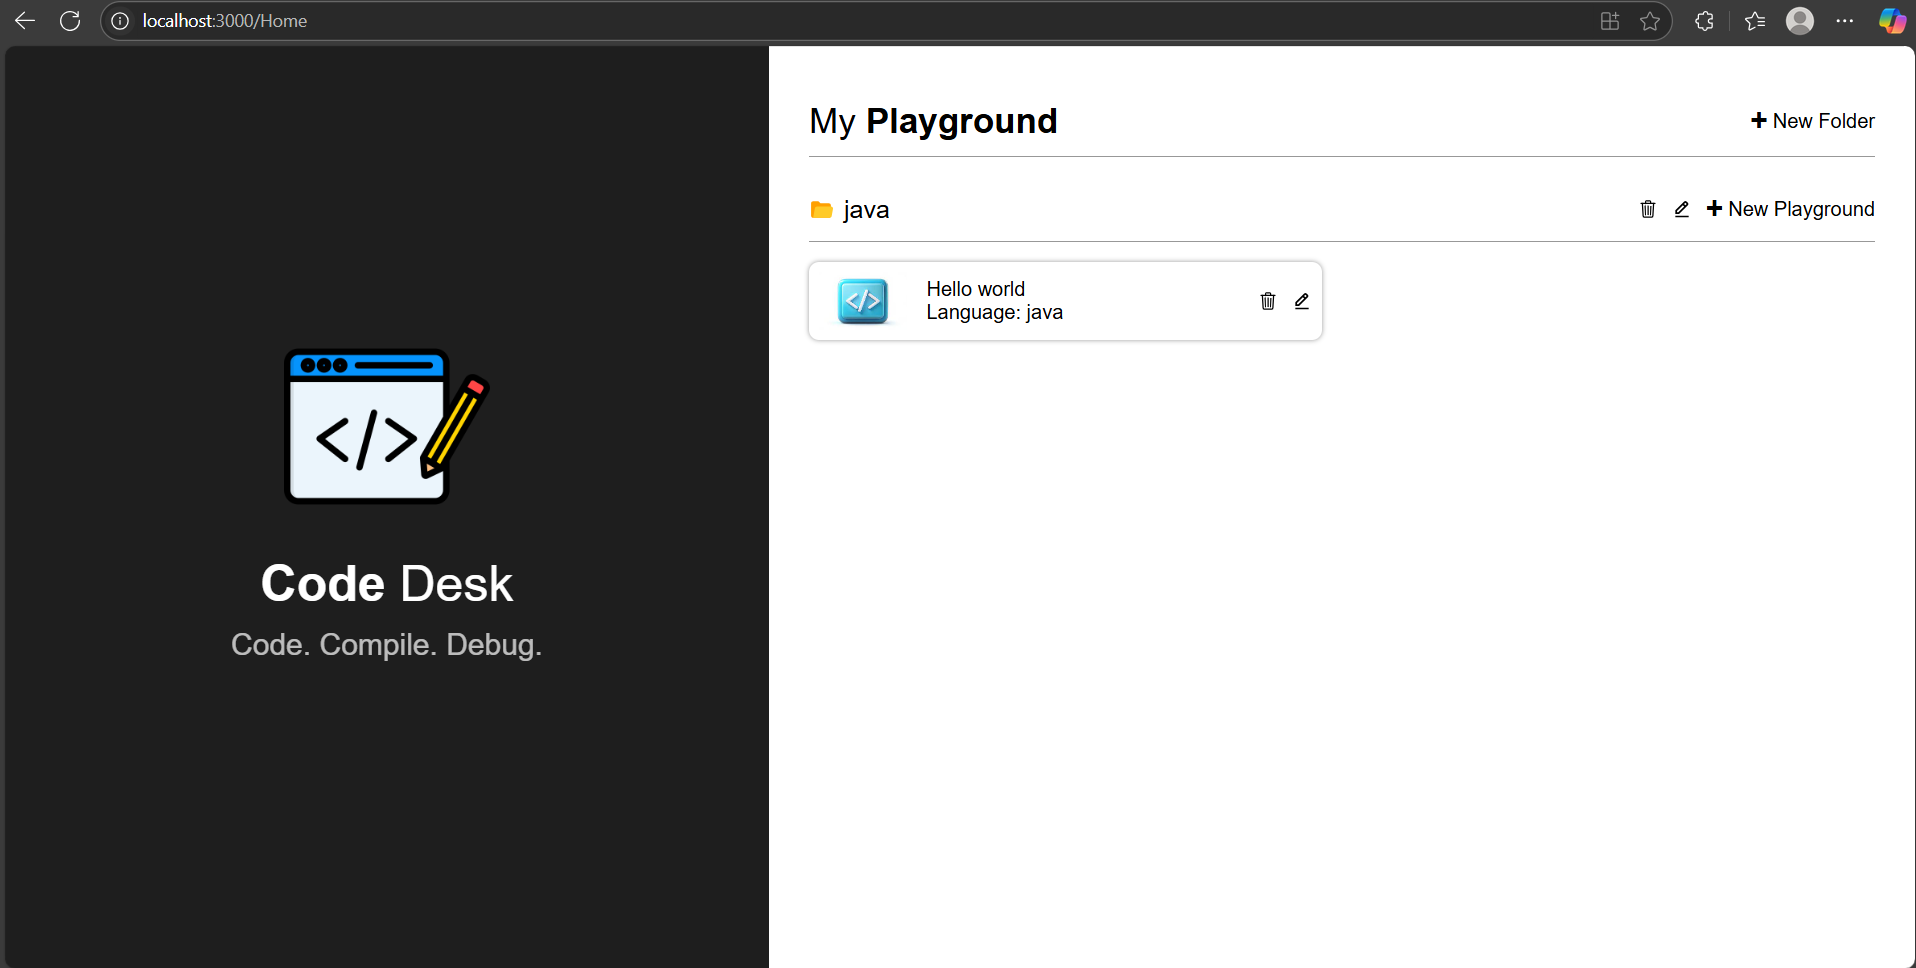 localhost:3000/Home
My Playground
New Folder
java
New Playground
</>
Hello world
Language: java
</>
Code Desk
Code. Compile. Debug.